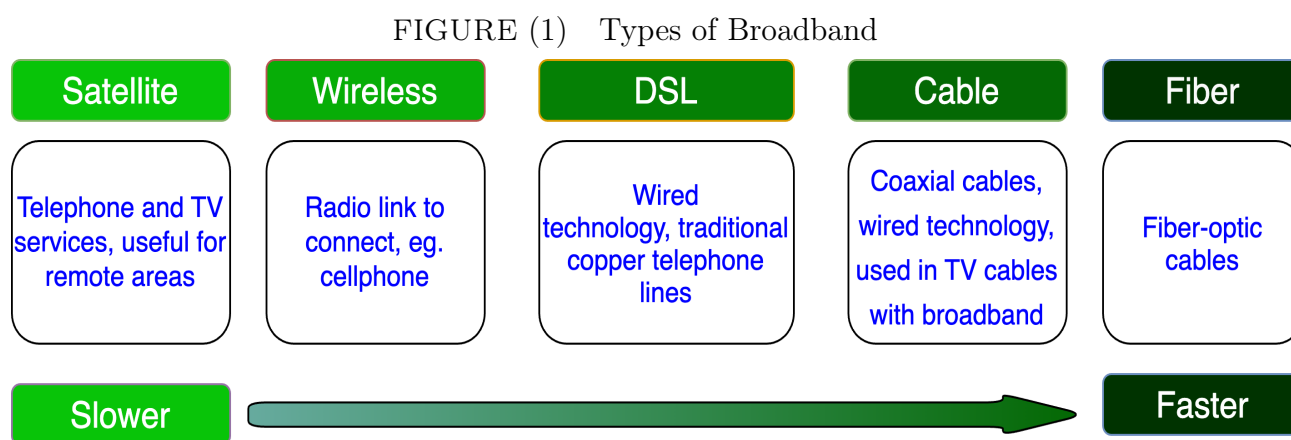 FIGURE (1) Types of Broadband
Satellite
Wireless
DSL
Cable
Fiber
Telephone and TV
services, useful for
remote areas
Radio link to
connect, eg.
cellphone
Wired
technology, traditional
copper telephone
lines
Coaxial cables,
wired technology,
used in TV cables
with broadband
Fiber-optic
cables
Slower
Faster